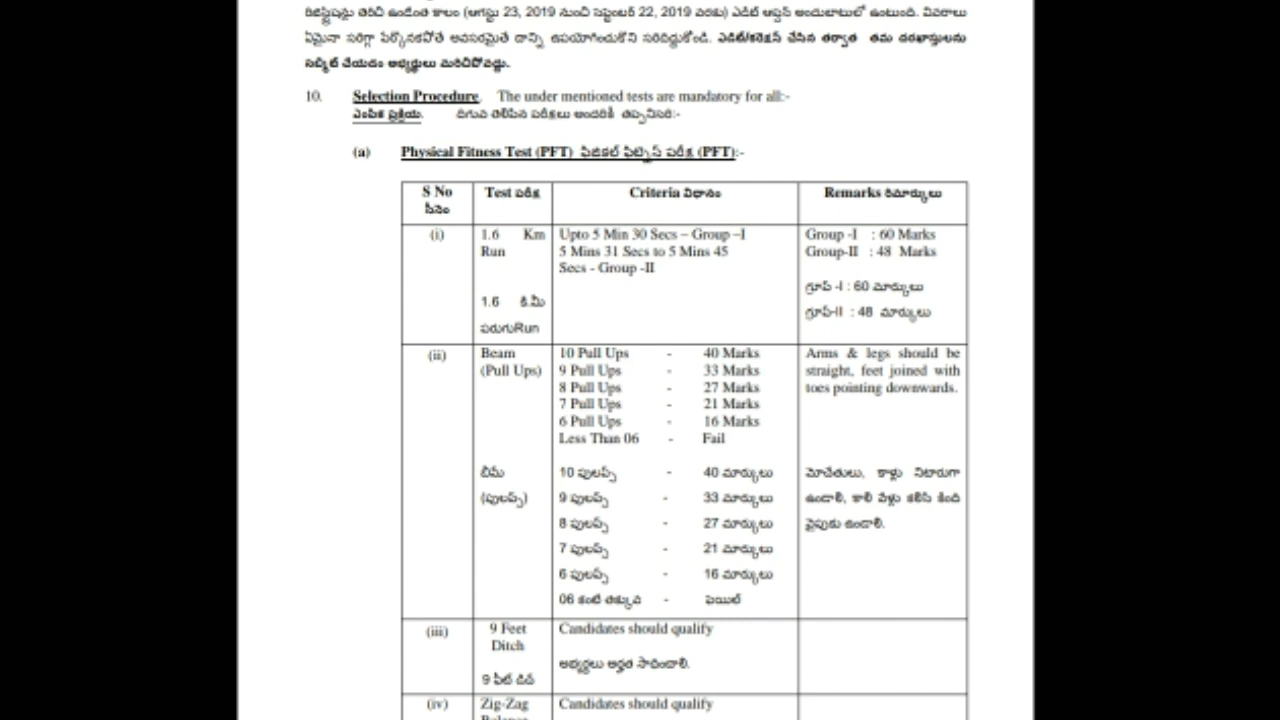 రిజిస్ట్రేషన్లు తెరిచి ఉండేంత కాలం (ఆగస్టు 23, 2019 నుంచి సెప్టెంబర్ 22, 2019 వరకు) ఎడిట్ ఆప్షన్ అందుబాటులో ఉంటుంది. వివరాలు
ఏమైనా సరిగ్గా పేర్కొనకపోతే అవసరమైతే దాన్ని ఉపయోగించుకొని సరిదిద్దుకోండి. ఎడిట్/కరెక్షన్ చేసిన తర్వాత తమ దరఖాస్తులను
సబ్మిట్ చేయడం అభ్యర్థులు మరిచిపోవద్దు.
10. Selection Procedure. The under mentioned tests are mandatory for all:-
ఎంపిక ప్రక్రియ. దిగువ తెలిపిన పరీక్షలు అందరికీ తప్పనిసరి:-
(a) Physical Fitness Test (PFT) ఫిజికల్ ఫిట్నెస్ పరీక్ష (PFT):-
S No Test పరీక్ష Criteria విధానం Remarks రిమార్కులు
సీనెం
(i) 1.6 Km Upto 5 Min 30 Secs – Group –I Group -I : 60 Marks
Run 5 Mins 31 Secs to 5 Mins 45 Group-II : 48 Marks
Secs - Group -II
గ్రూప్ -I : 60 మార్కులు
1.6 కి.మీ
గ్రూప్-II : 48 మార్కులు
పరుగుRun
(ii) Beam 10 Pull Ups - 40 Marks Arms & legs should be
(Pull Ups) 9 Pull Ups - 33 Marks straight, feet joined with
8 Pull Ups - 27 Marks toes pointing downwards.
7 Pull Ups - 21 Marks
6 Pull Ups - 16 Marks
Less Than 06 - Fail
బీమ్ 10 పులప్స్ - 40 మార్కులు మోచేతులు, కాళ్లు నిటారుగా
(పులప్స్) 9 పులప్స్ - 33 మార్కులు ఉండాలి, కాలి వేళ్లు కలిసి కింది
8 పులప్స్ - 27 మార్కులు వైపుకు ఉండాలి.
7 పులప్స్ - 21 మార్కులు
6 పులప్స్ - 16 మార్కులు
06 కంటే తక్కువ - ఫెయిల్
(iii) 9 Feet Candidates should qualify
Ditch
అభ్యర్థలు అర్హత సాధించాలి.
9 ఫీట్ డిచ్
(iv) Zig-Zag Candidates should qualify